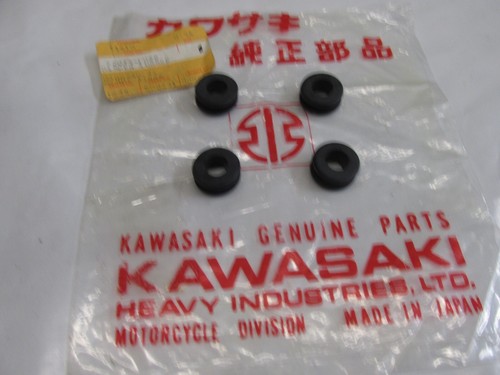 カワサキ
純正部品
KAWASAKI GENUINE PARTS
KAWASAKI
HEAVY INDUSTRIES, LTD.
MOTORCYCLE DIVISION MADE IN JAPAN